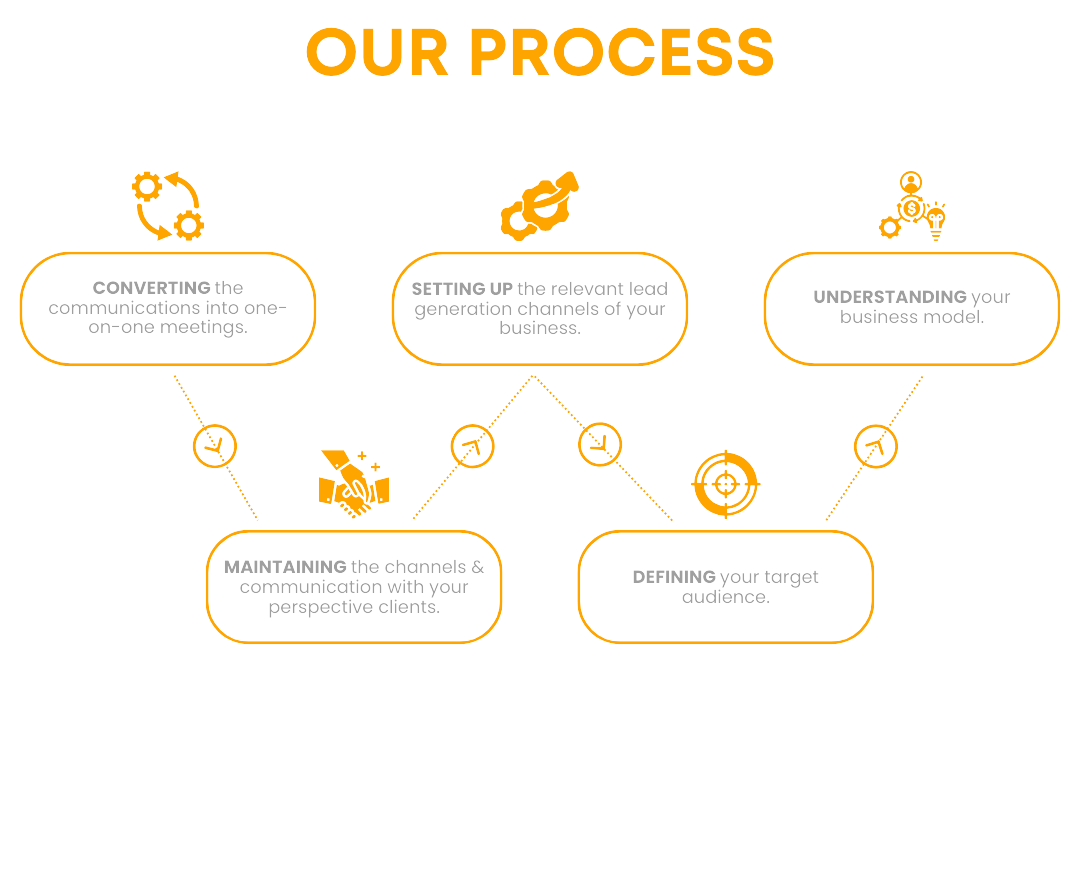 OUR PROCESS
CONVERTING the
communications into one-
on-one meetings.
SETTING UP the relevant lead
generation channels of your
business.
UNDERSTANDING your
business model.
MAINTAINING the channels &
communication with your
perspective clients.
DEFINING your target
audience.